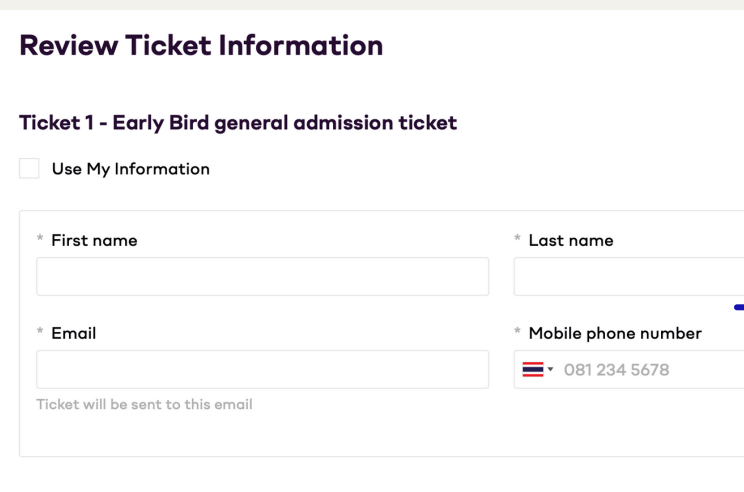 Review Ticket Information
Ticket 1 - Early Bird general admission ticket
Use My Information
* First name
* Last name
* Email
* Mobile phone number
081 234 5678
Ticket will be sent to this email